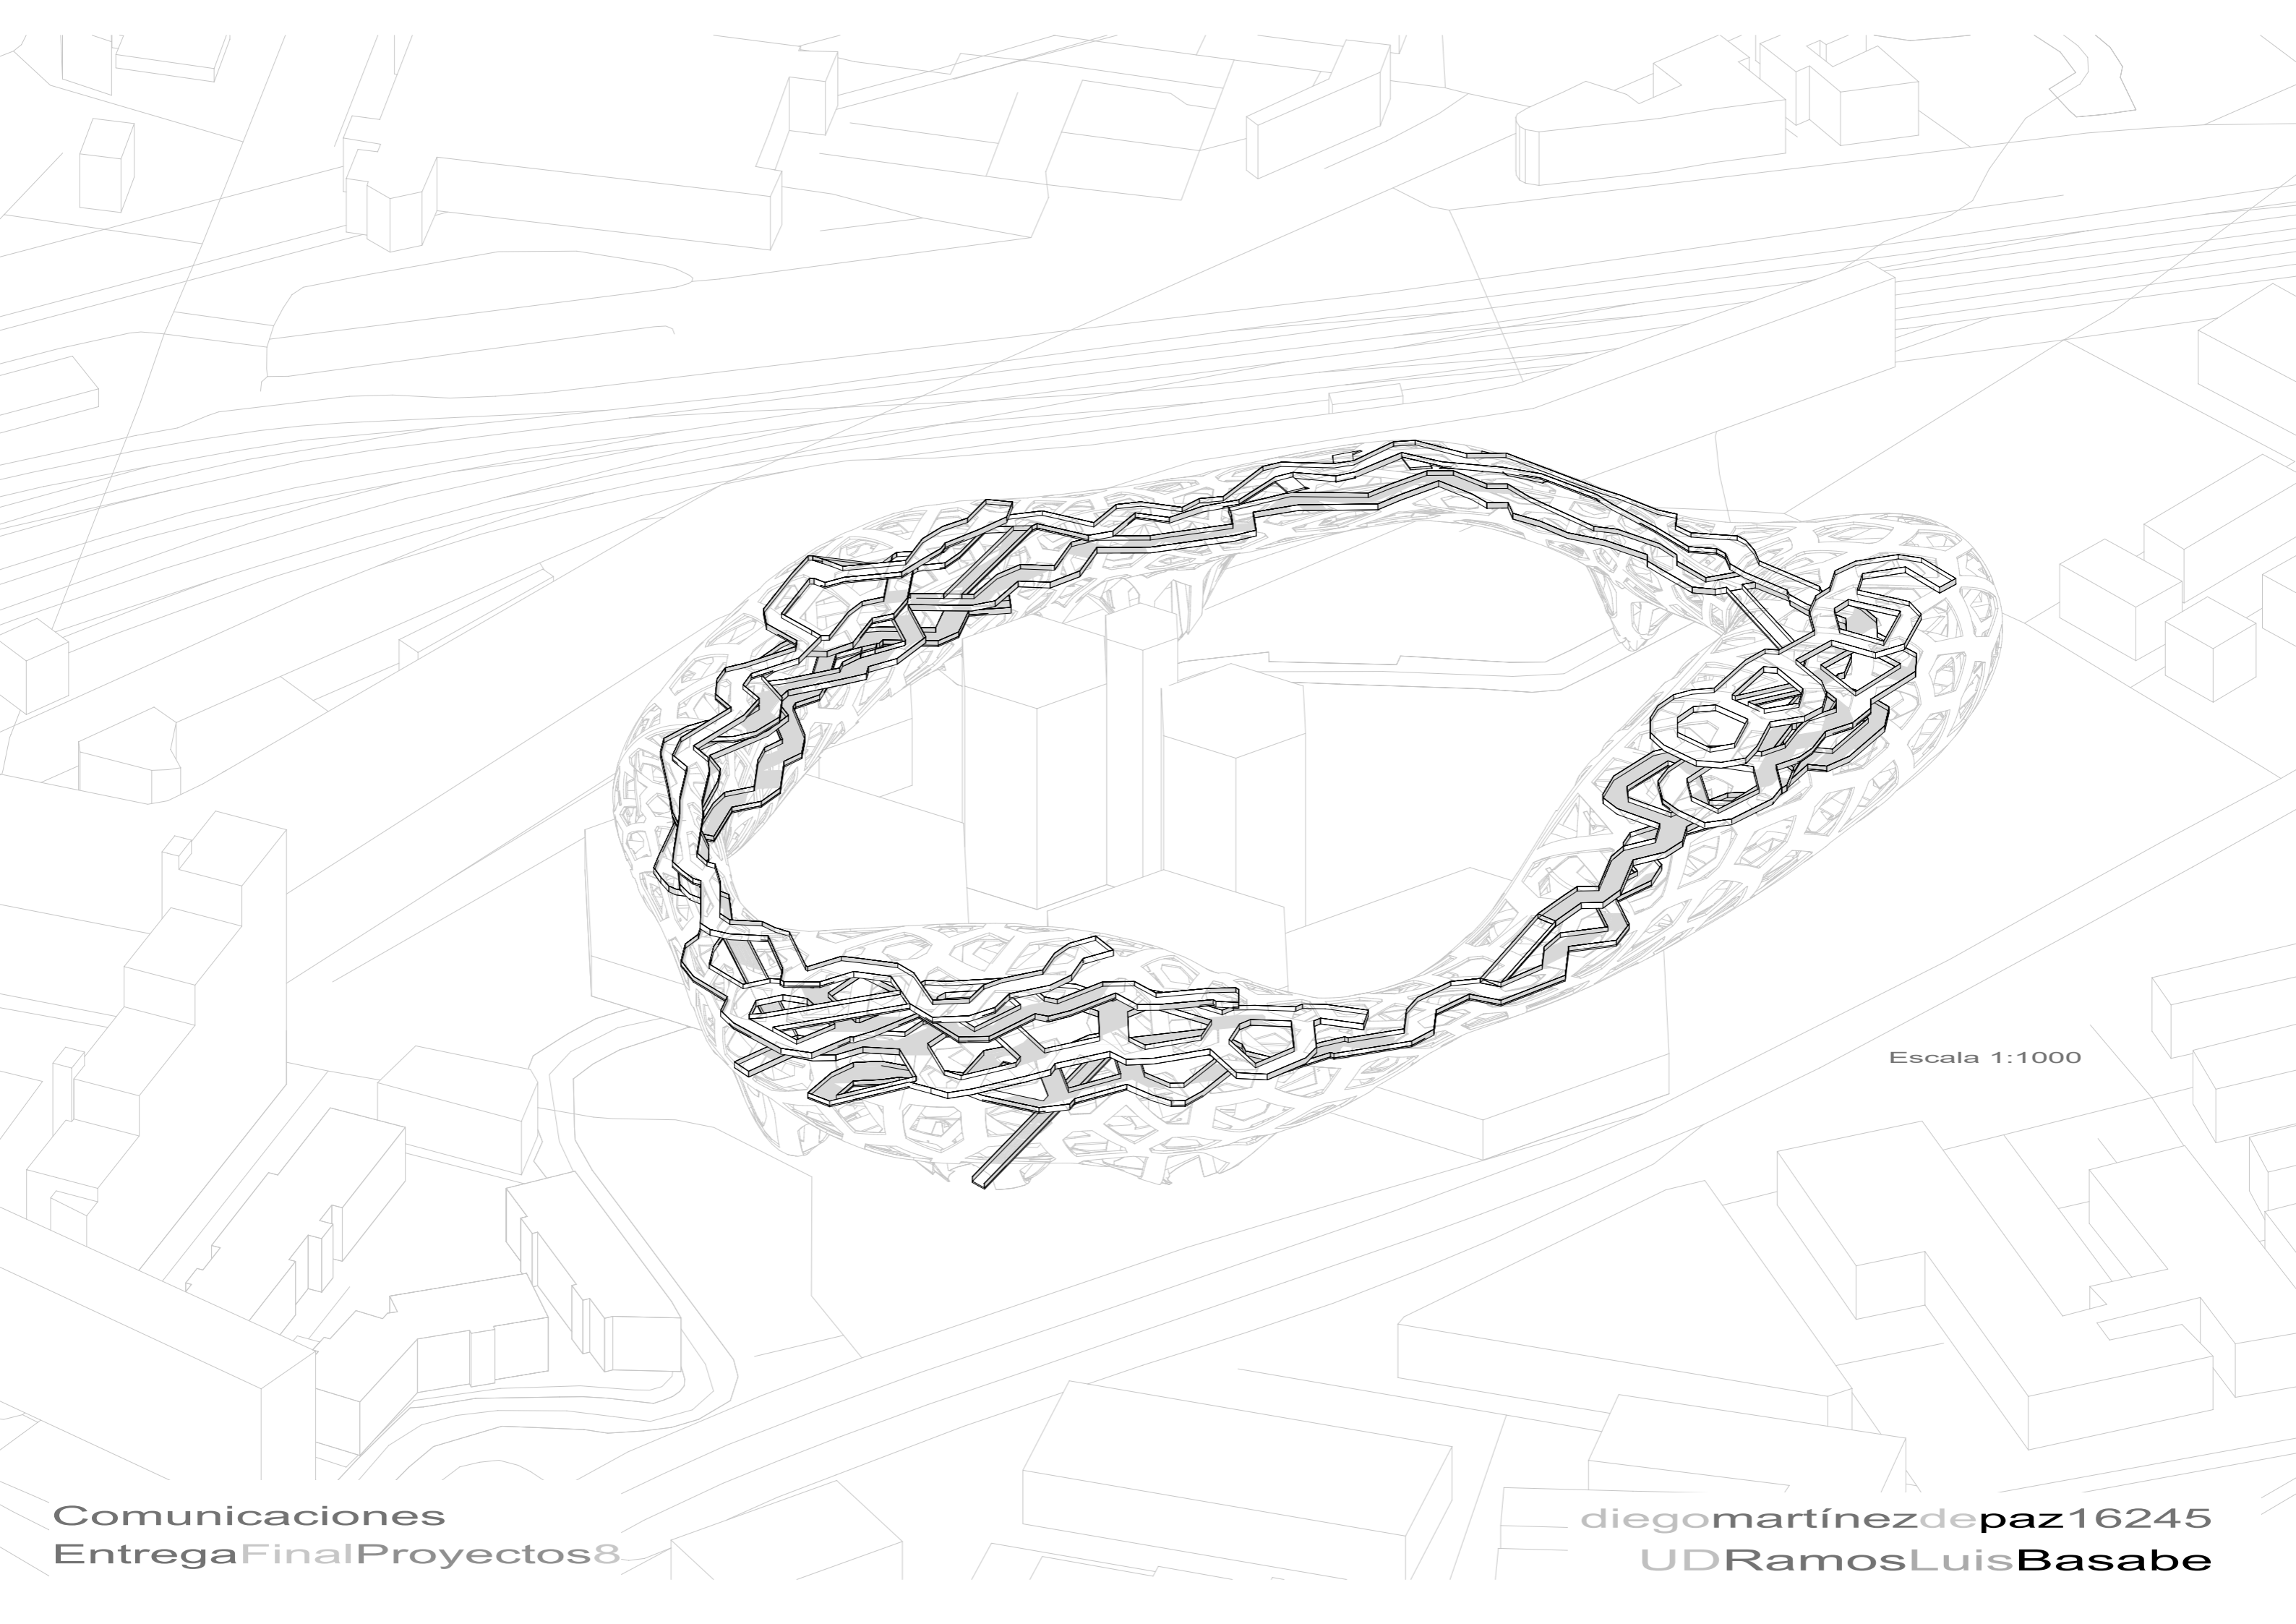 Escala 1:1000
Comunicaciones
EntregaFinalProyectos8
diegomartínezdepaz16245
UDRamosLuisBasabe